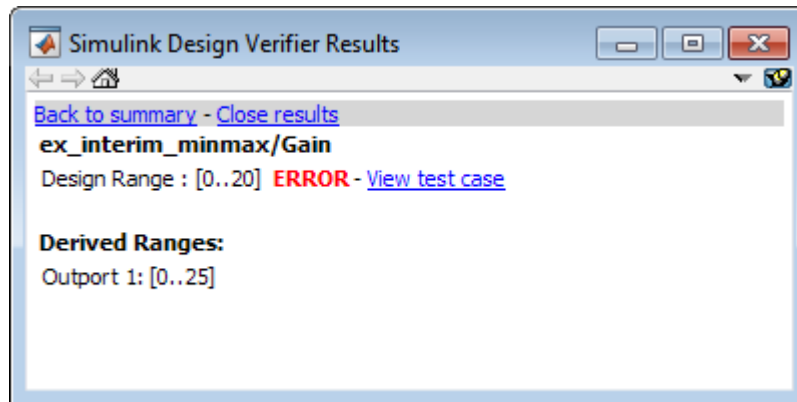 Simulink Design Verifier Results
Back to summary - Close results
ex_interim_minmax/Gain
Design Range : [0..20] ERROR - View test case
Derived Ranges:
Outport 1: [0..25]